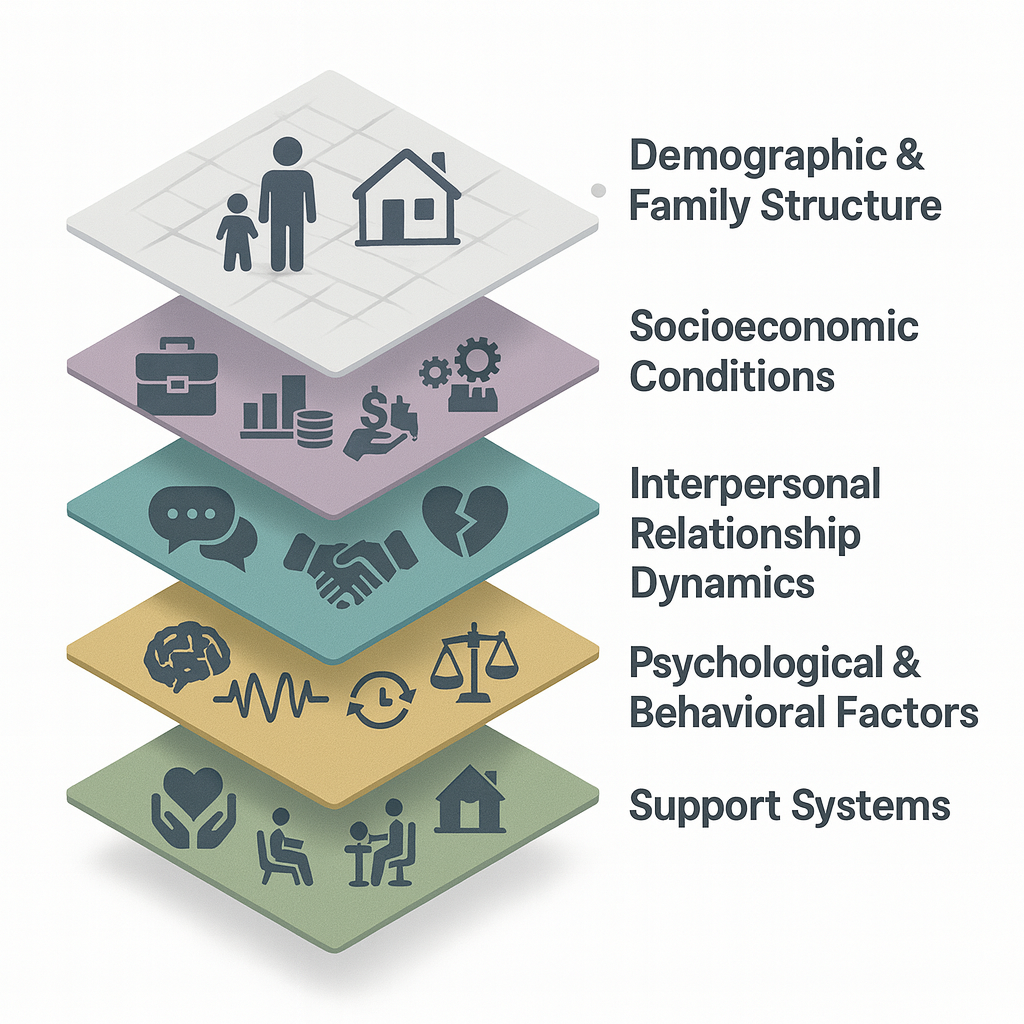 Demographic &
Family Structure
Socioeconomic
Conditions
Interpersonal
Relationship
Dynamics
Psychological &
Behavioral Factors
Support Systems
$